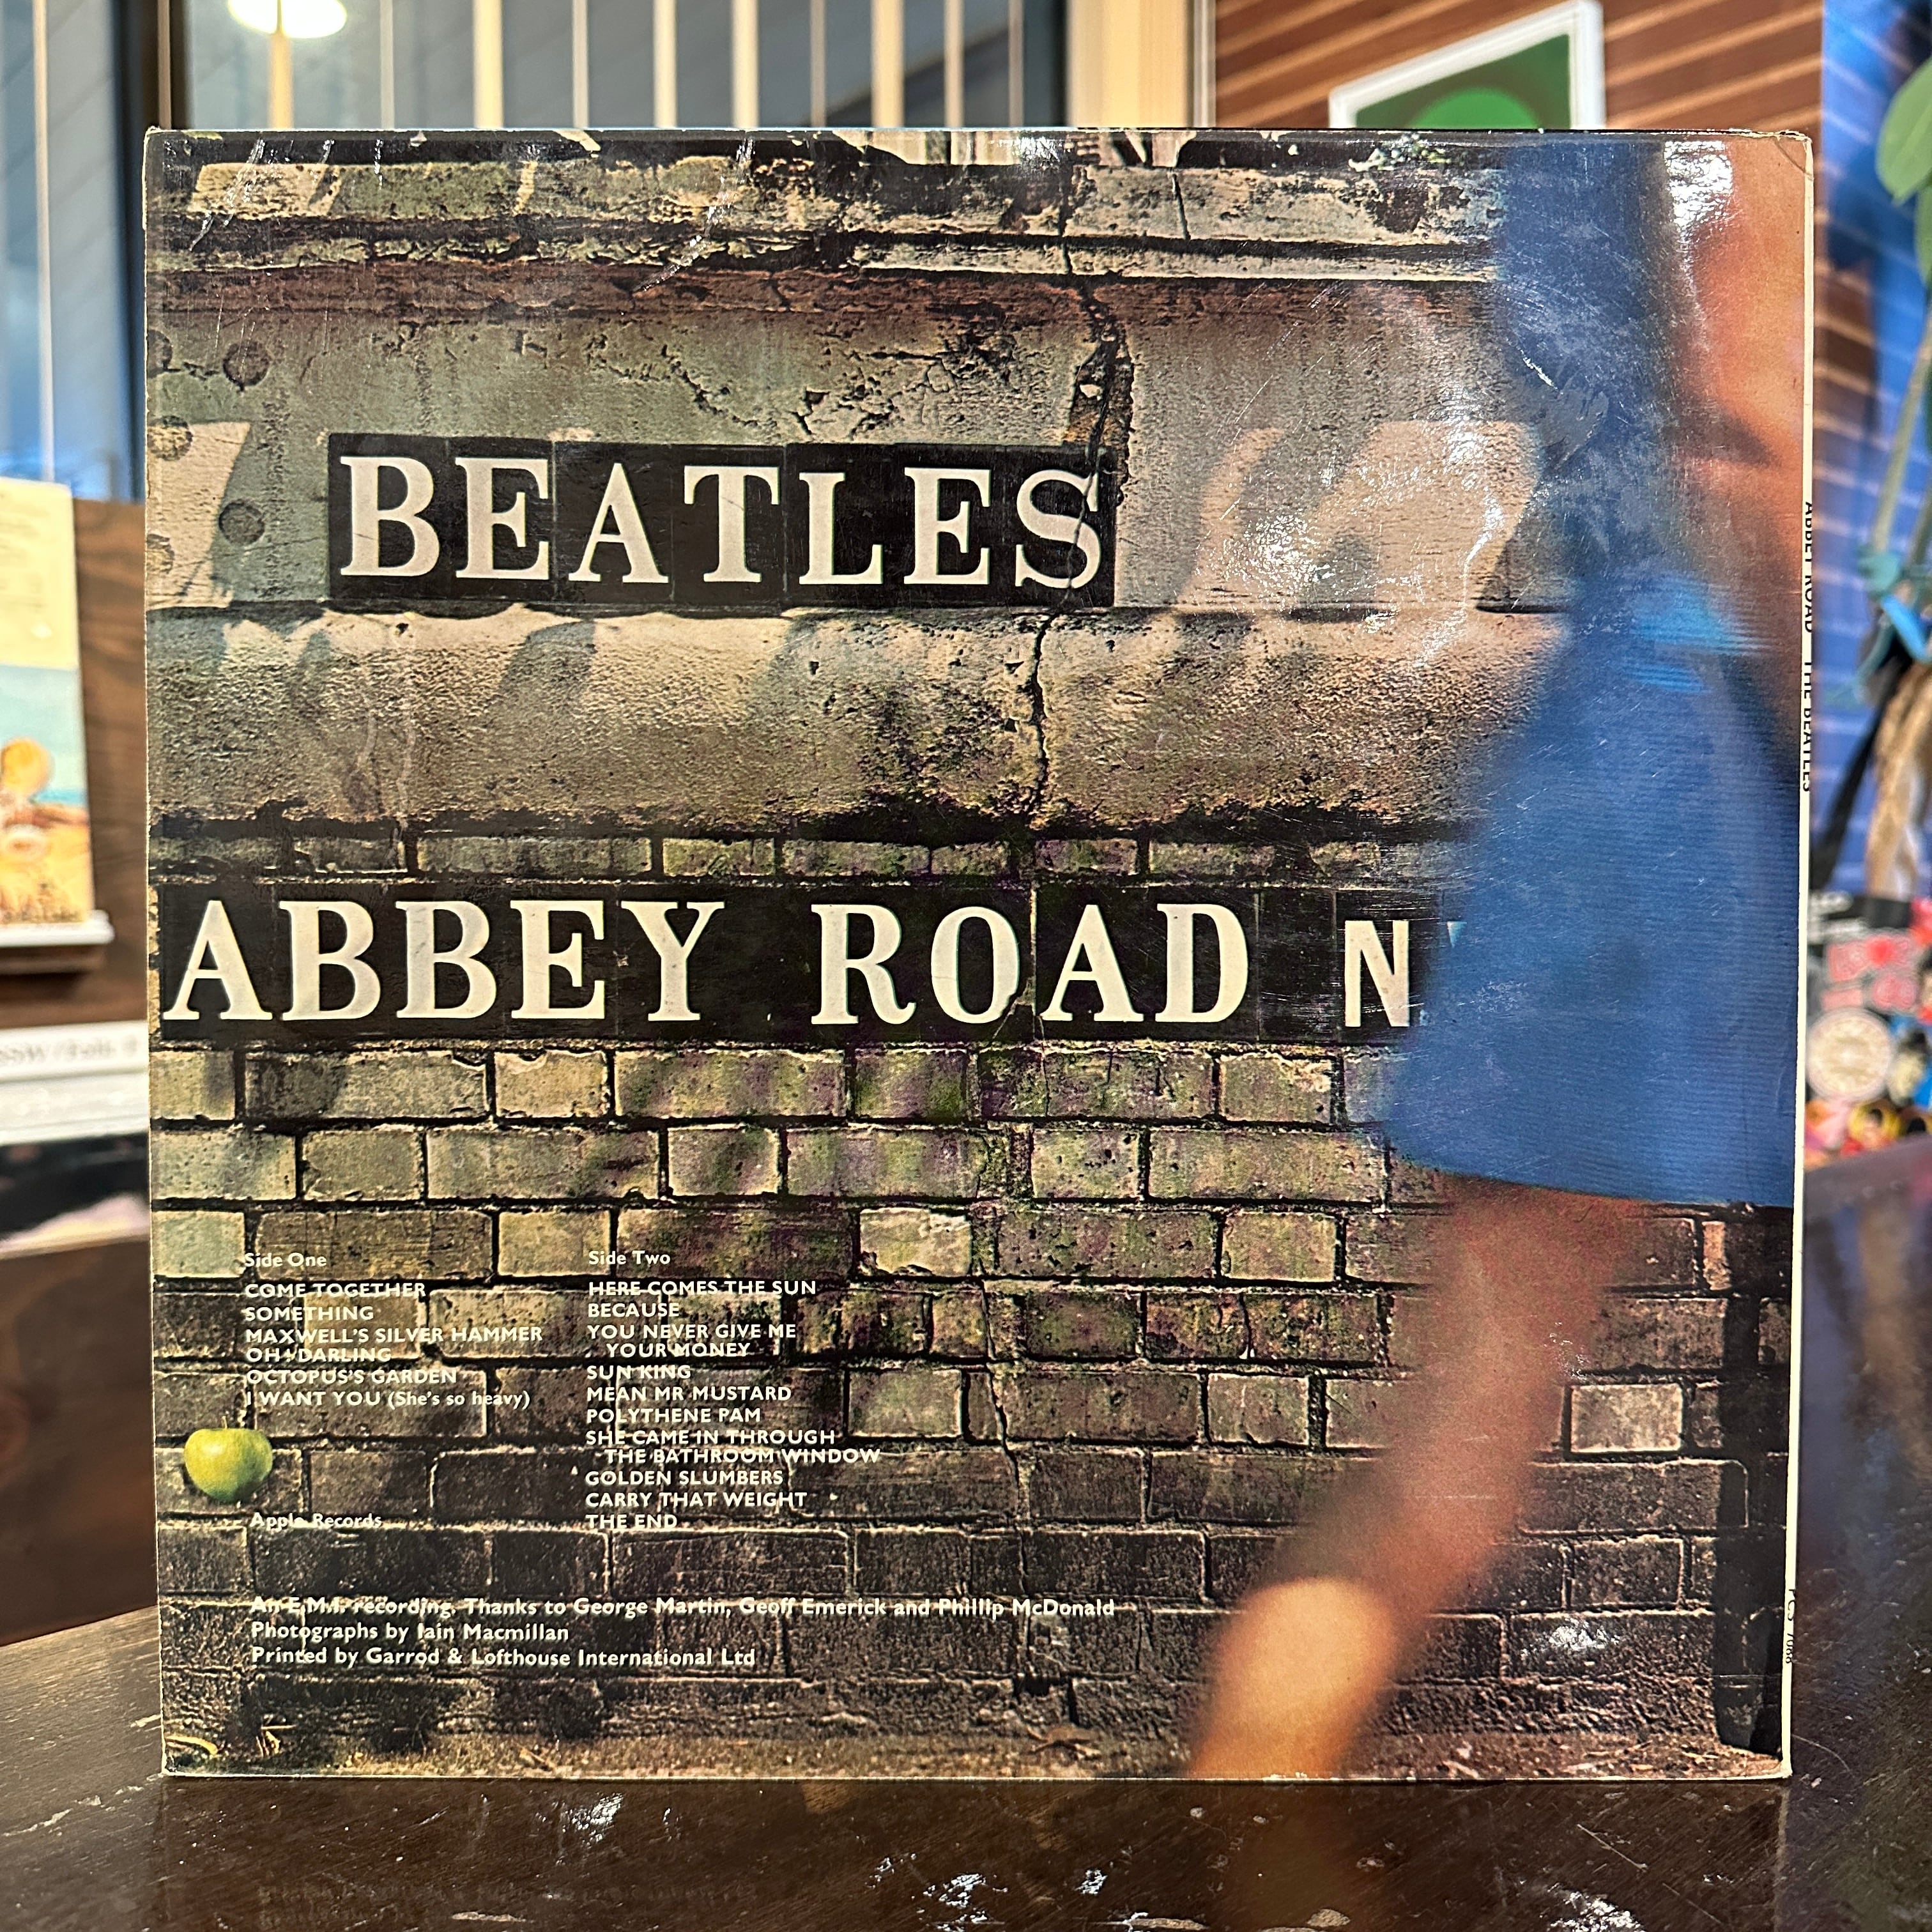 BEATLES
ABBEY ROAD N
Side One
COME TOGETHER
SOMETHING
MAXWELL'S SILVER HAMMER
OH! DARLING
OCTOPUS'S GARDEN
I WANT YOU (She's so heavy)
Apple Records
Side Two
HERE COMES THE SUN
BECAUSE
YOU NEVER GIVE ME
YOUR MONEY
SUN KING
MEAN MR MUSTARD
POLYTHENE PAM
SHE CAME IN THROUGH
THE BATHROOM WINDOW
GOLDEN SLUMBERS
CARRY THAT WEIGHT
THE END
An E.M.I. recording. Thanks to George Martin, Geoff Emerick and Phillip McDonald
Photographs by Iain Macmillan
Printed by Garrod & Lofthouse International Ltd
ABBEY ROAD THE BEATLES
PCS 7088